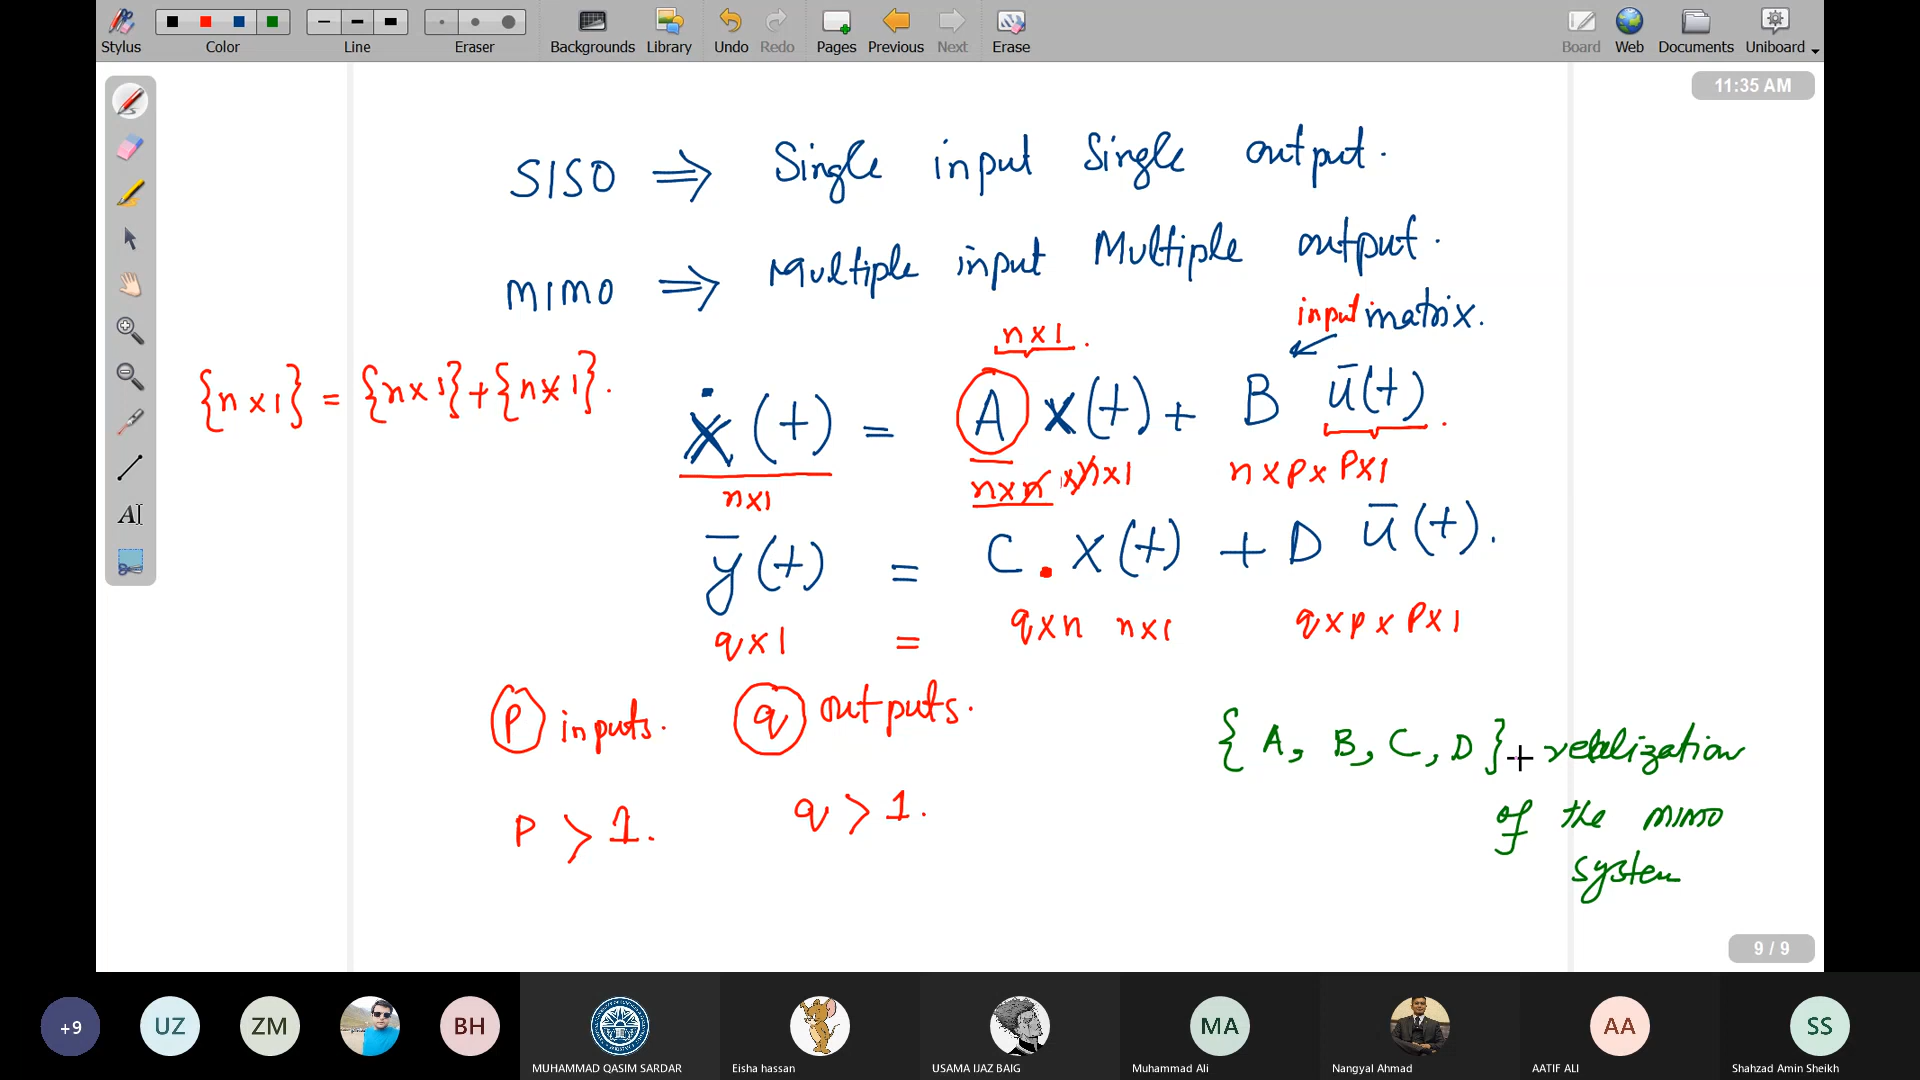 Stylus Color Line Eraser Backgrounds Library Undo Redo Pages Previous Next Erase Board Web Documents Uniboard
11:35 AM
SISO ⇒ Single input Single output.
MIMO ⇒ Multiple input Multiple output.
input matrix.
n×1.
{n×1} = {n×1} + {n×1}.
ẋ(t) = A x(t) + B ū(t).
n×1 n×n ×n×1 n×p× p×1
ȳ(t) = C . x(t) + D ū(t).
q×1 = q×n n×1 q×p× p×1
P inputs. q outputs.
{ A, B, C, D } + realization
of the MIMO
system
P > 1. q > 1.
9 / 9
+9 UZ ZM BH MA AA SS
MUHAMMAD QASIM SARDAR Eisha hassan USAMA IJAZ BAIG Muhammad Ali Nangyal Ahmad AATIF ALI Shahzad Amin Sheikh